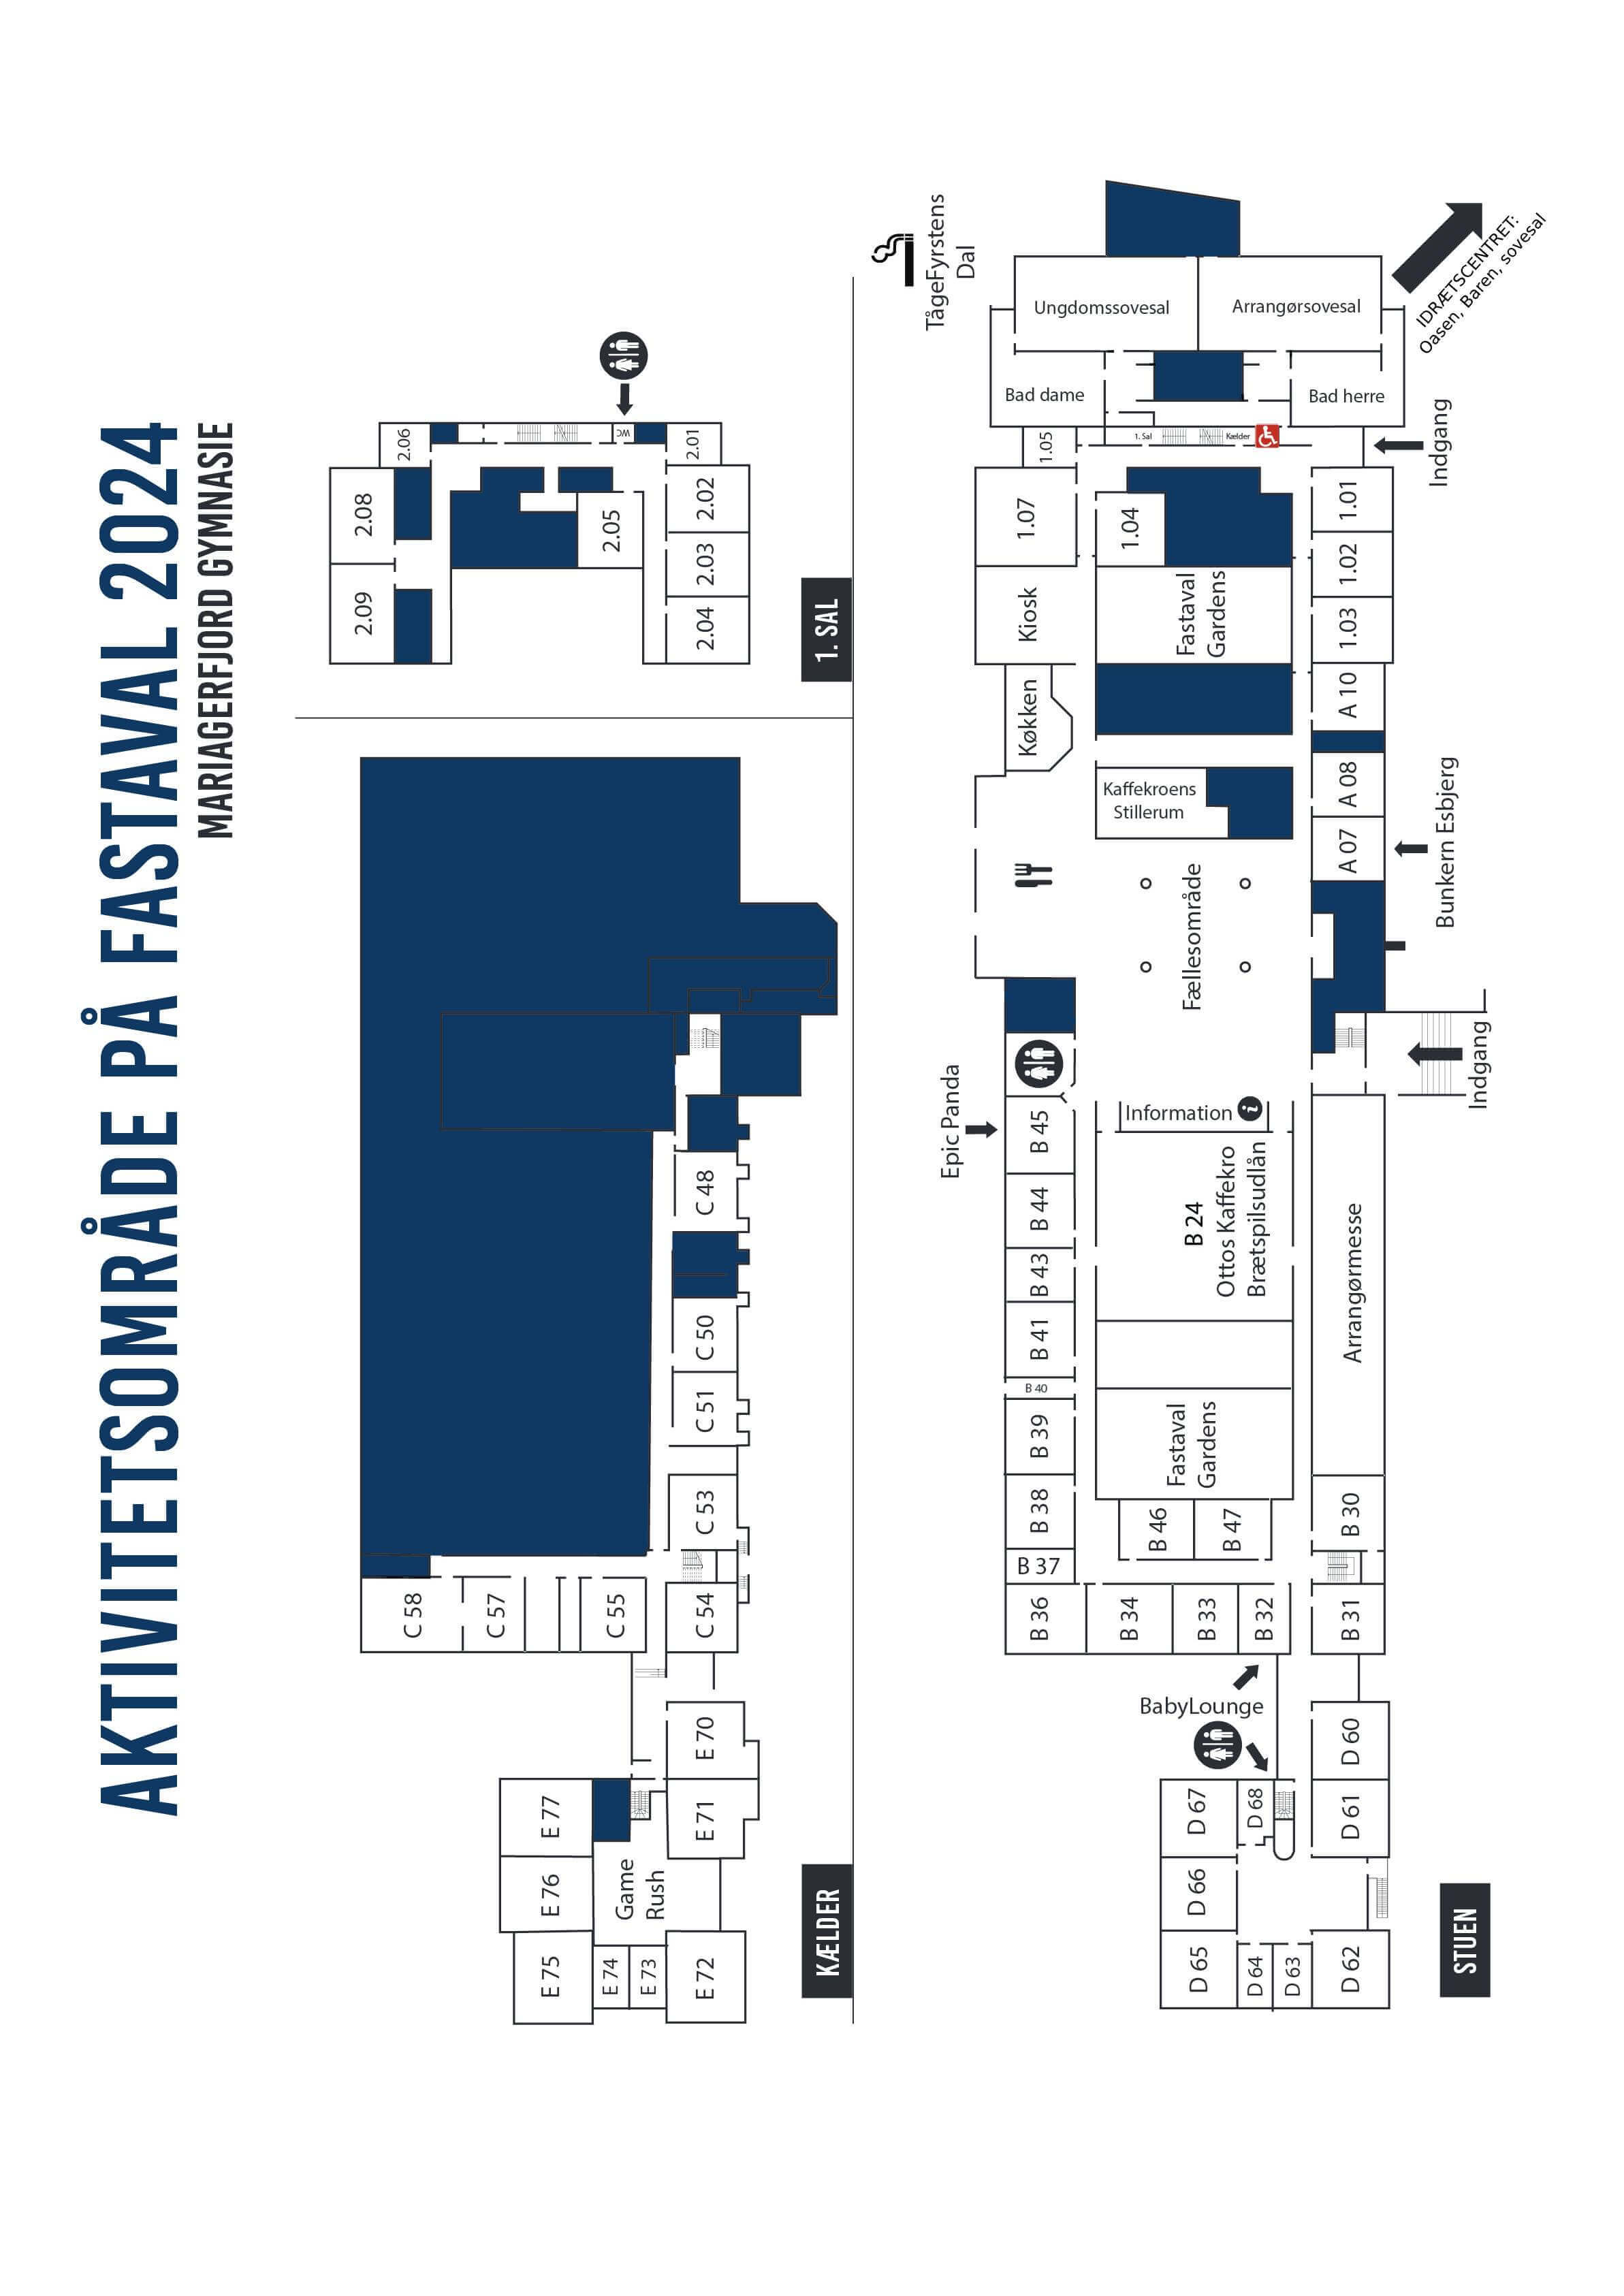 AKTIVITETSOMRÅDE PÅ FASTAVAL 2024
MARIAGERFJORD GYMNASIE
C 58
C 57
C 55
C 54
C 53
C 51
C 50
C 48
E 77
E 76
E 75
E 74
E 73
E 72
E 71
E 70
Game
Rush
KÆLDER
2.09
2.08
2.06
2.05
2.04
2.03
2.02
2.01
WC
1. SAL
TågeFyrstens
Dal
Epic Panda
B 36
B 37
B 38
B 39
B 40
B 41
B 43
B 44
B 45
Køkken
Kiosk
1.07
1.05
Bad dame
Ungdomssovesal
B 34
B 33
B 32
B 46
B 47
Fastaval
Gardens
B 24
Ottos Kaffekro
Brætspilsudlån
Information
Fællesområde
Kaffekroens
Stillerum
Fastaval
Gardens
1.04
1. Sal
Kælder
Bad herre
Arrangørsovesal
BabyLounge
D 67
D 66
D 65
D 68
D 64
D 63
D 62
D 61
D 60
B 31
B 30
Arrangørmesse
A 07
A 08
A 10
1.03
1.02
1.01
Indgang
Bunkern Esbjerg
Indgang
IDRÆTSCENTRET:
Oasen, Baren, sovesal
STUEN